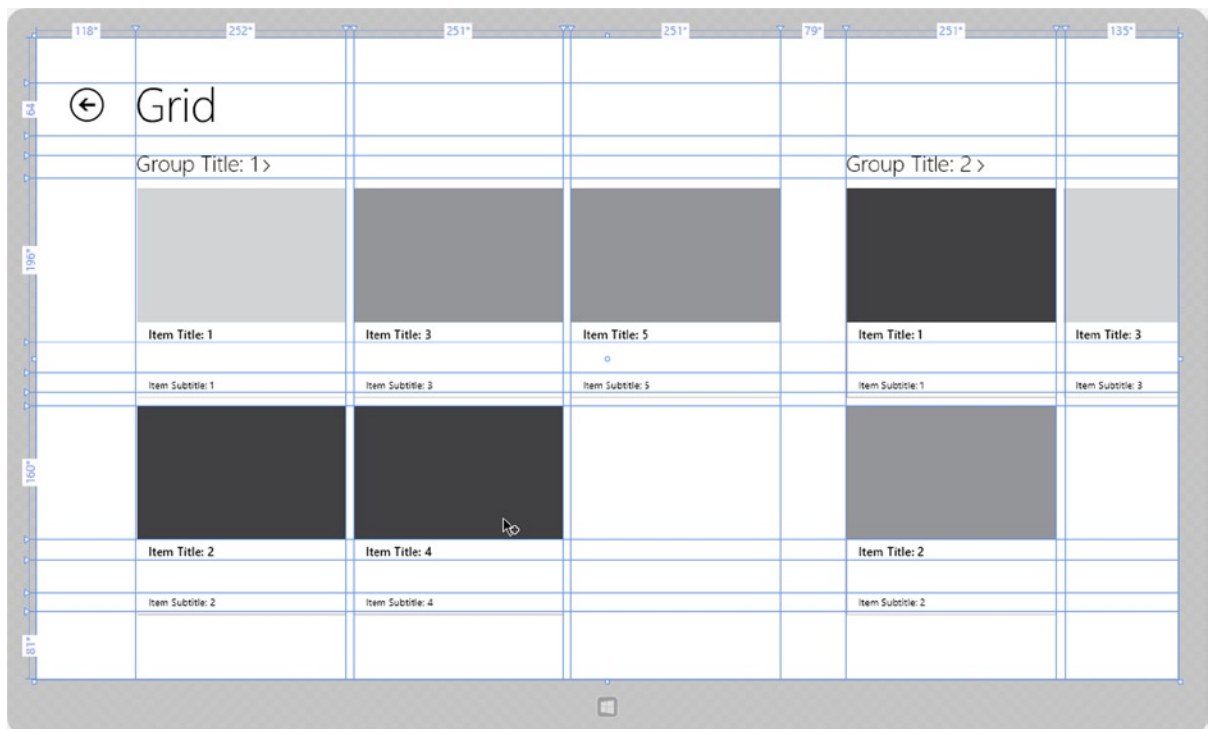 118* 252* 251* 251* 79* 251* 135*
64
Grid
Group Title: 1 Group Title: 2
196*
Item Title: 1 Item Title: 3 Item Title: 5 Item Title: 1 Item Title: 3
Item Subtitle: 1 Item Subtitle: 3 Item Subtitle: 5 Item Subtitle: 1 Item Subtitle: 3
160*
Item Title: 2 Item Title: 4 Item Title: 2
Item Subtitle: 2 Item Subtitle: 4 Item Subtitle: 2
81*